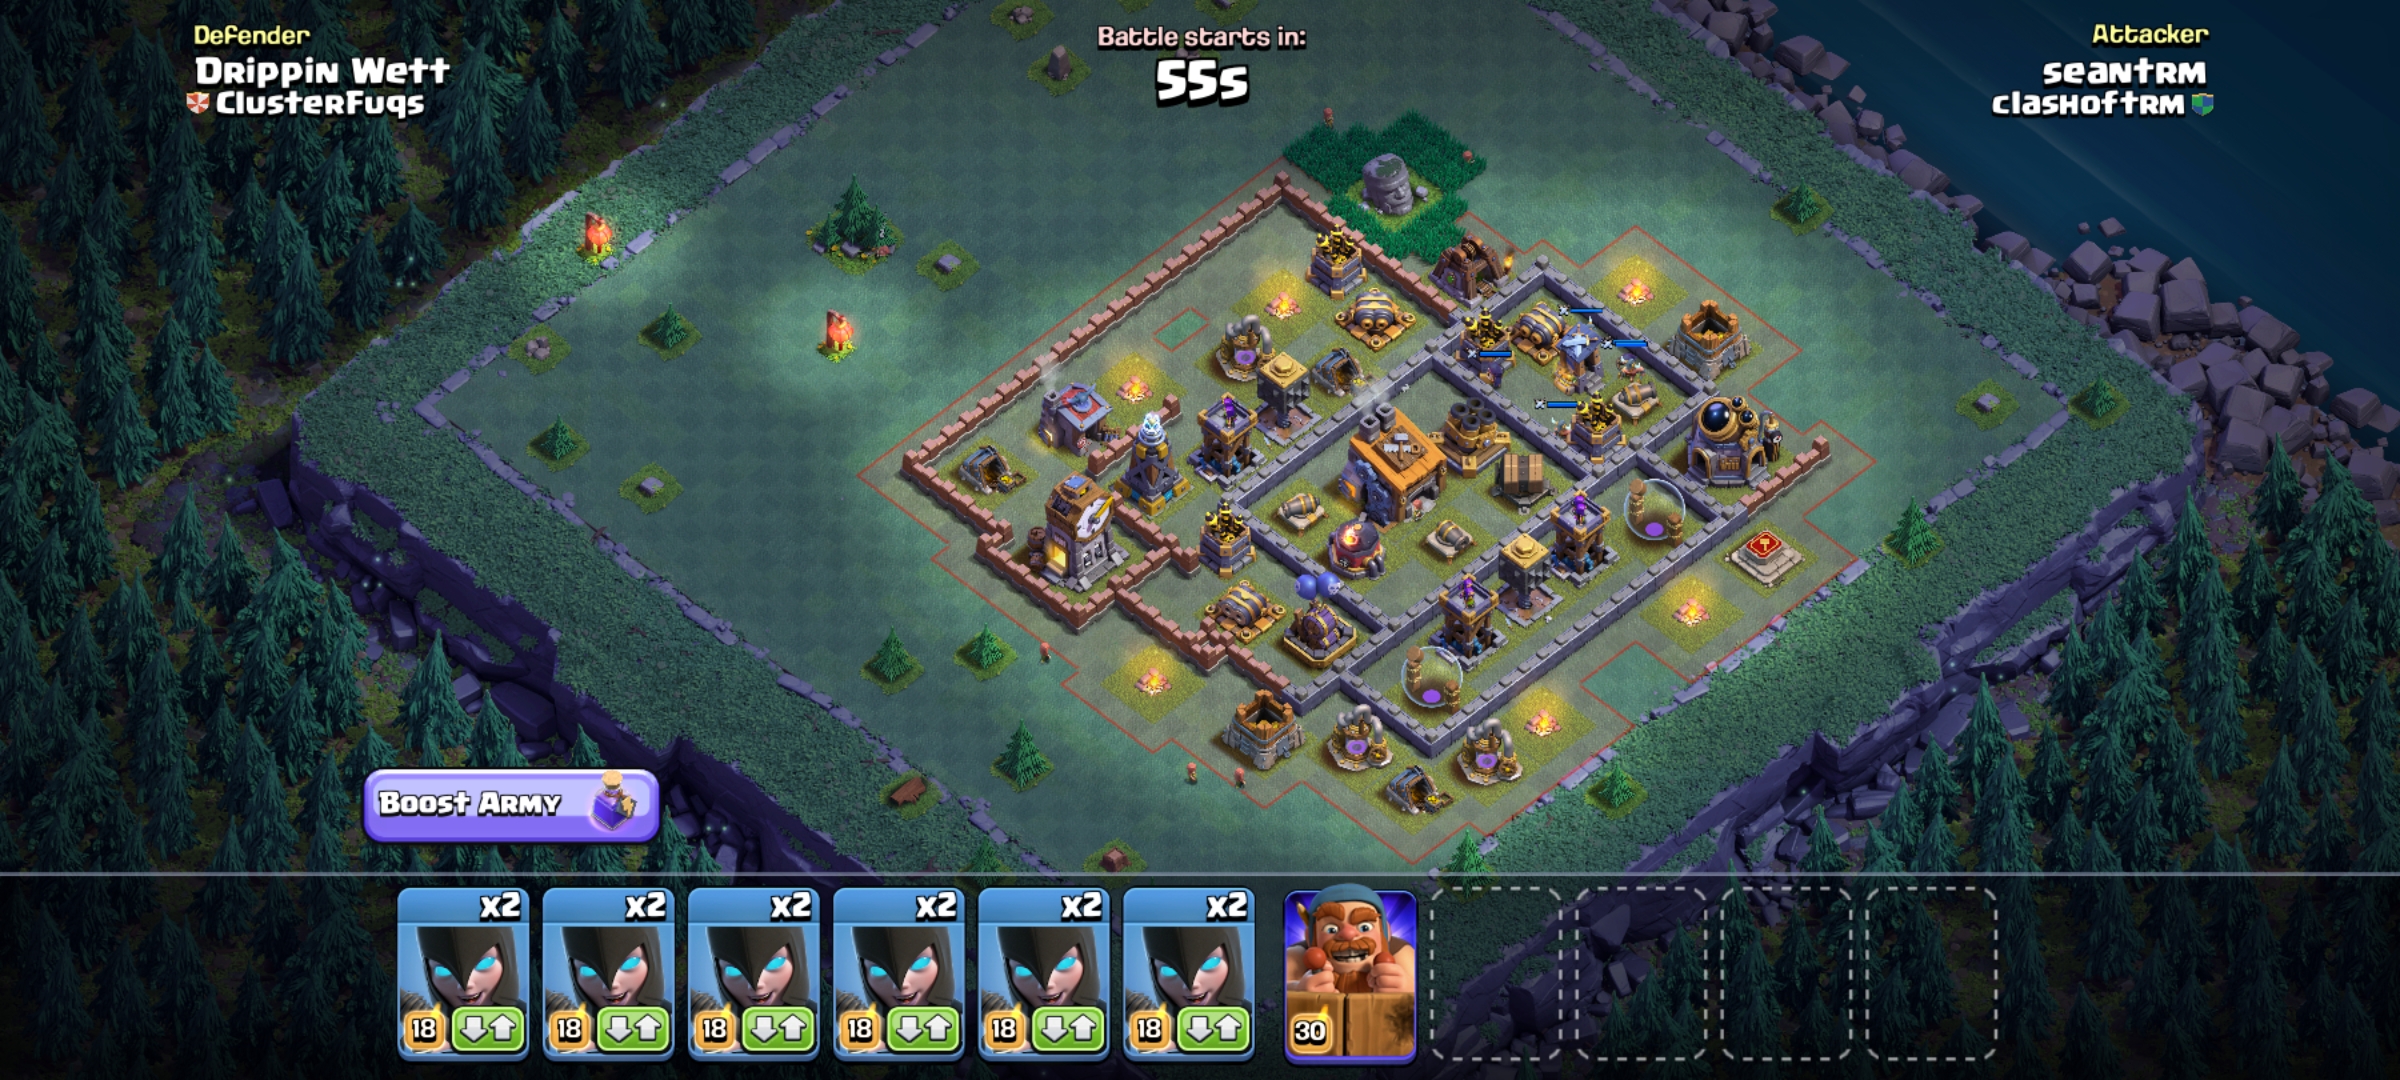 Defender
Drippin Wett
ClusterFuqs
Battle starts in:
55s
Attacker
seantrm
clashoftrm
Boost Army
x2
x2
x2
x2
x2
x2
18
18
18
18
18
18
30